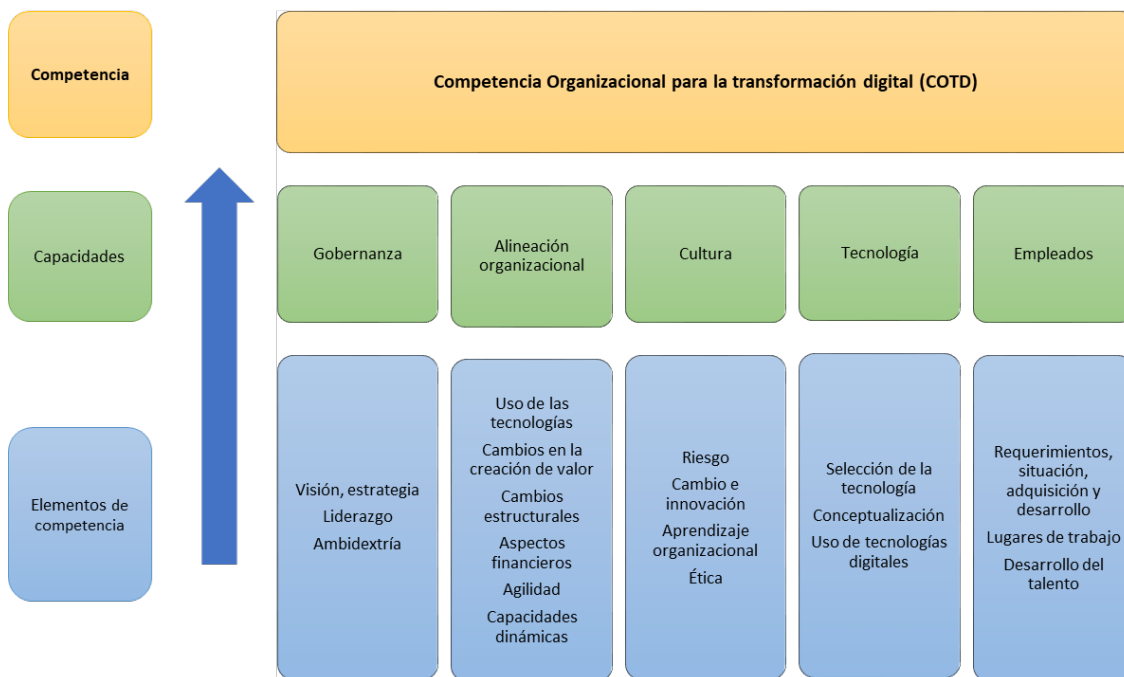 Competencia
Competencia Organizacional para la transformación digital (COTD)
Capacidades
Gobernanza
Alineación
organizacional
Cultura
Tecnología
Empleados
Elementos de
competencia
Visión, estrategia
Liderazgo
Ambidextría
Uso de las
tecnologías
Cambios en la
creación de valor
Cambios
estructurales
Aspectos
financieros
Agilidad
Capacidades
dinámicas
Riesgo
Cambio e
innovación
Aprendizaje
organizacional
Ética
Selección de la
tecnología
Conceptualización
Uso de tecnologías
digitales
Requerimientos,
situación,
adquisición y
desarrollo
Lugares de trabajo
Desarrollo del
talento